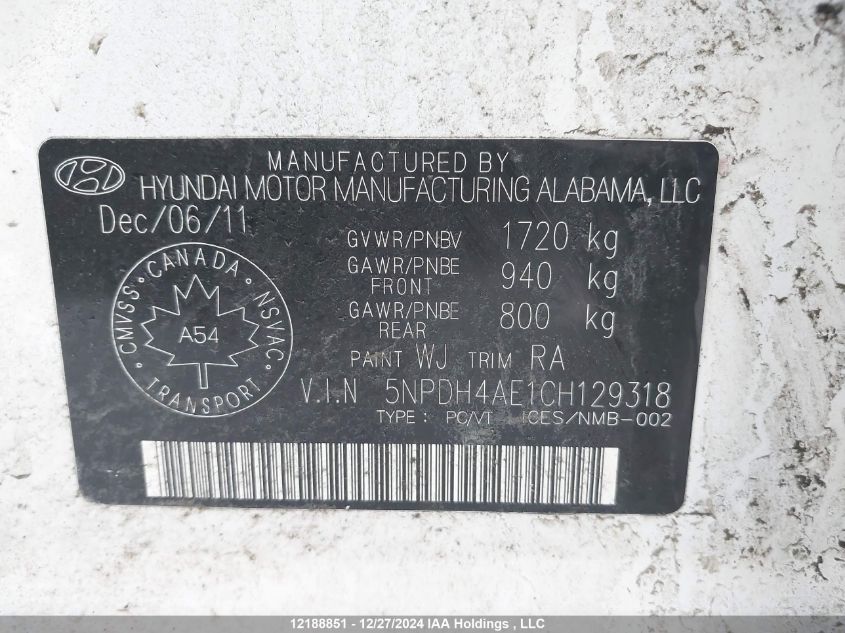 MANUFACTURED BY
HYUNDAI MOTOR MANUFACTURING ALABAMA, LLC
Dec/06/11
GVWR/PNBV 1720 kg
GAWR/PNBE FRONT 940 kg
GAWR/PNBE REAR 800 kg
PAINT WJ TRIM RA
V.I.N 5NPDH4AE1CH129318
TYPE : PC/VT ICES/NMB-002
CMVSS • CANADA • NSVAC • TRANSPORT •
A54
12188851 - 12/27/2024 IAA Holdings , LLC